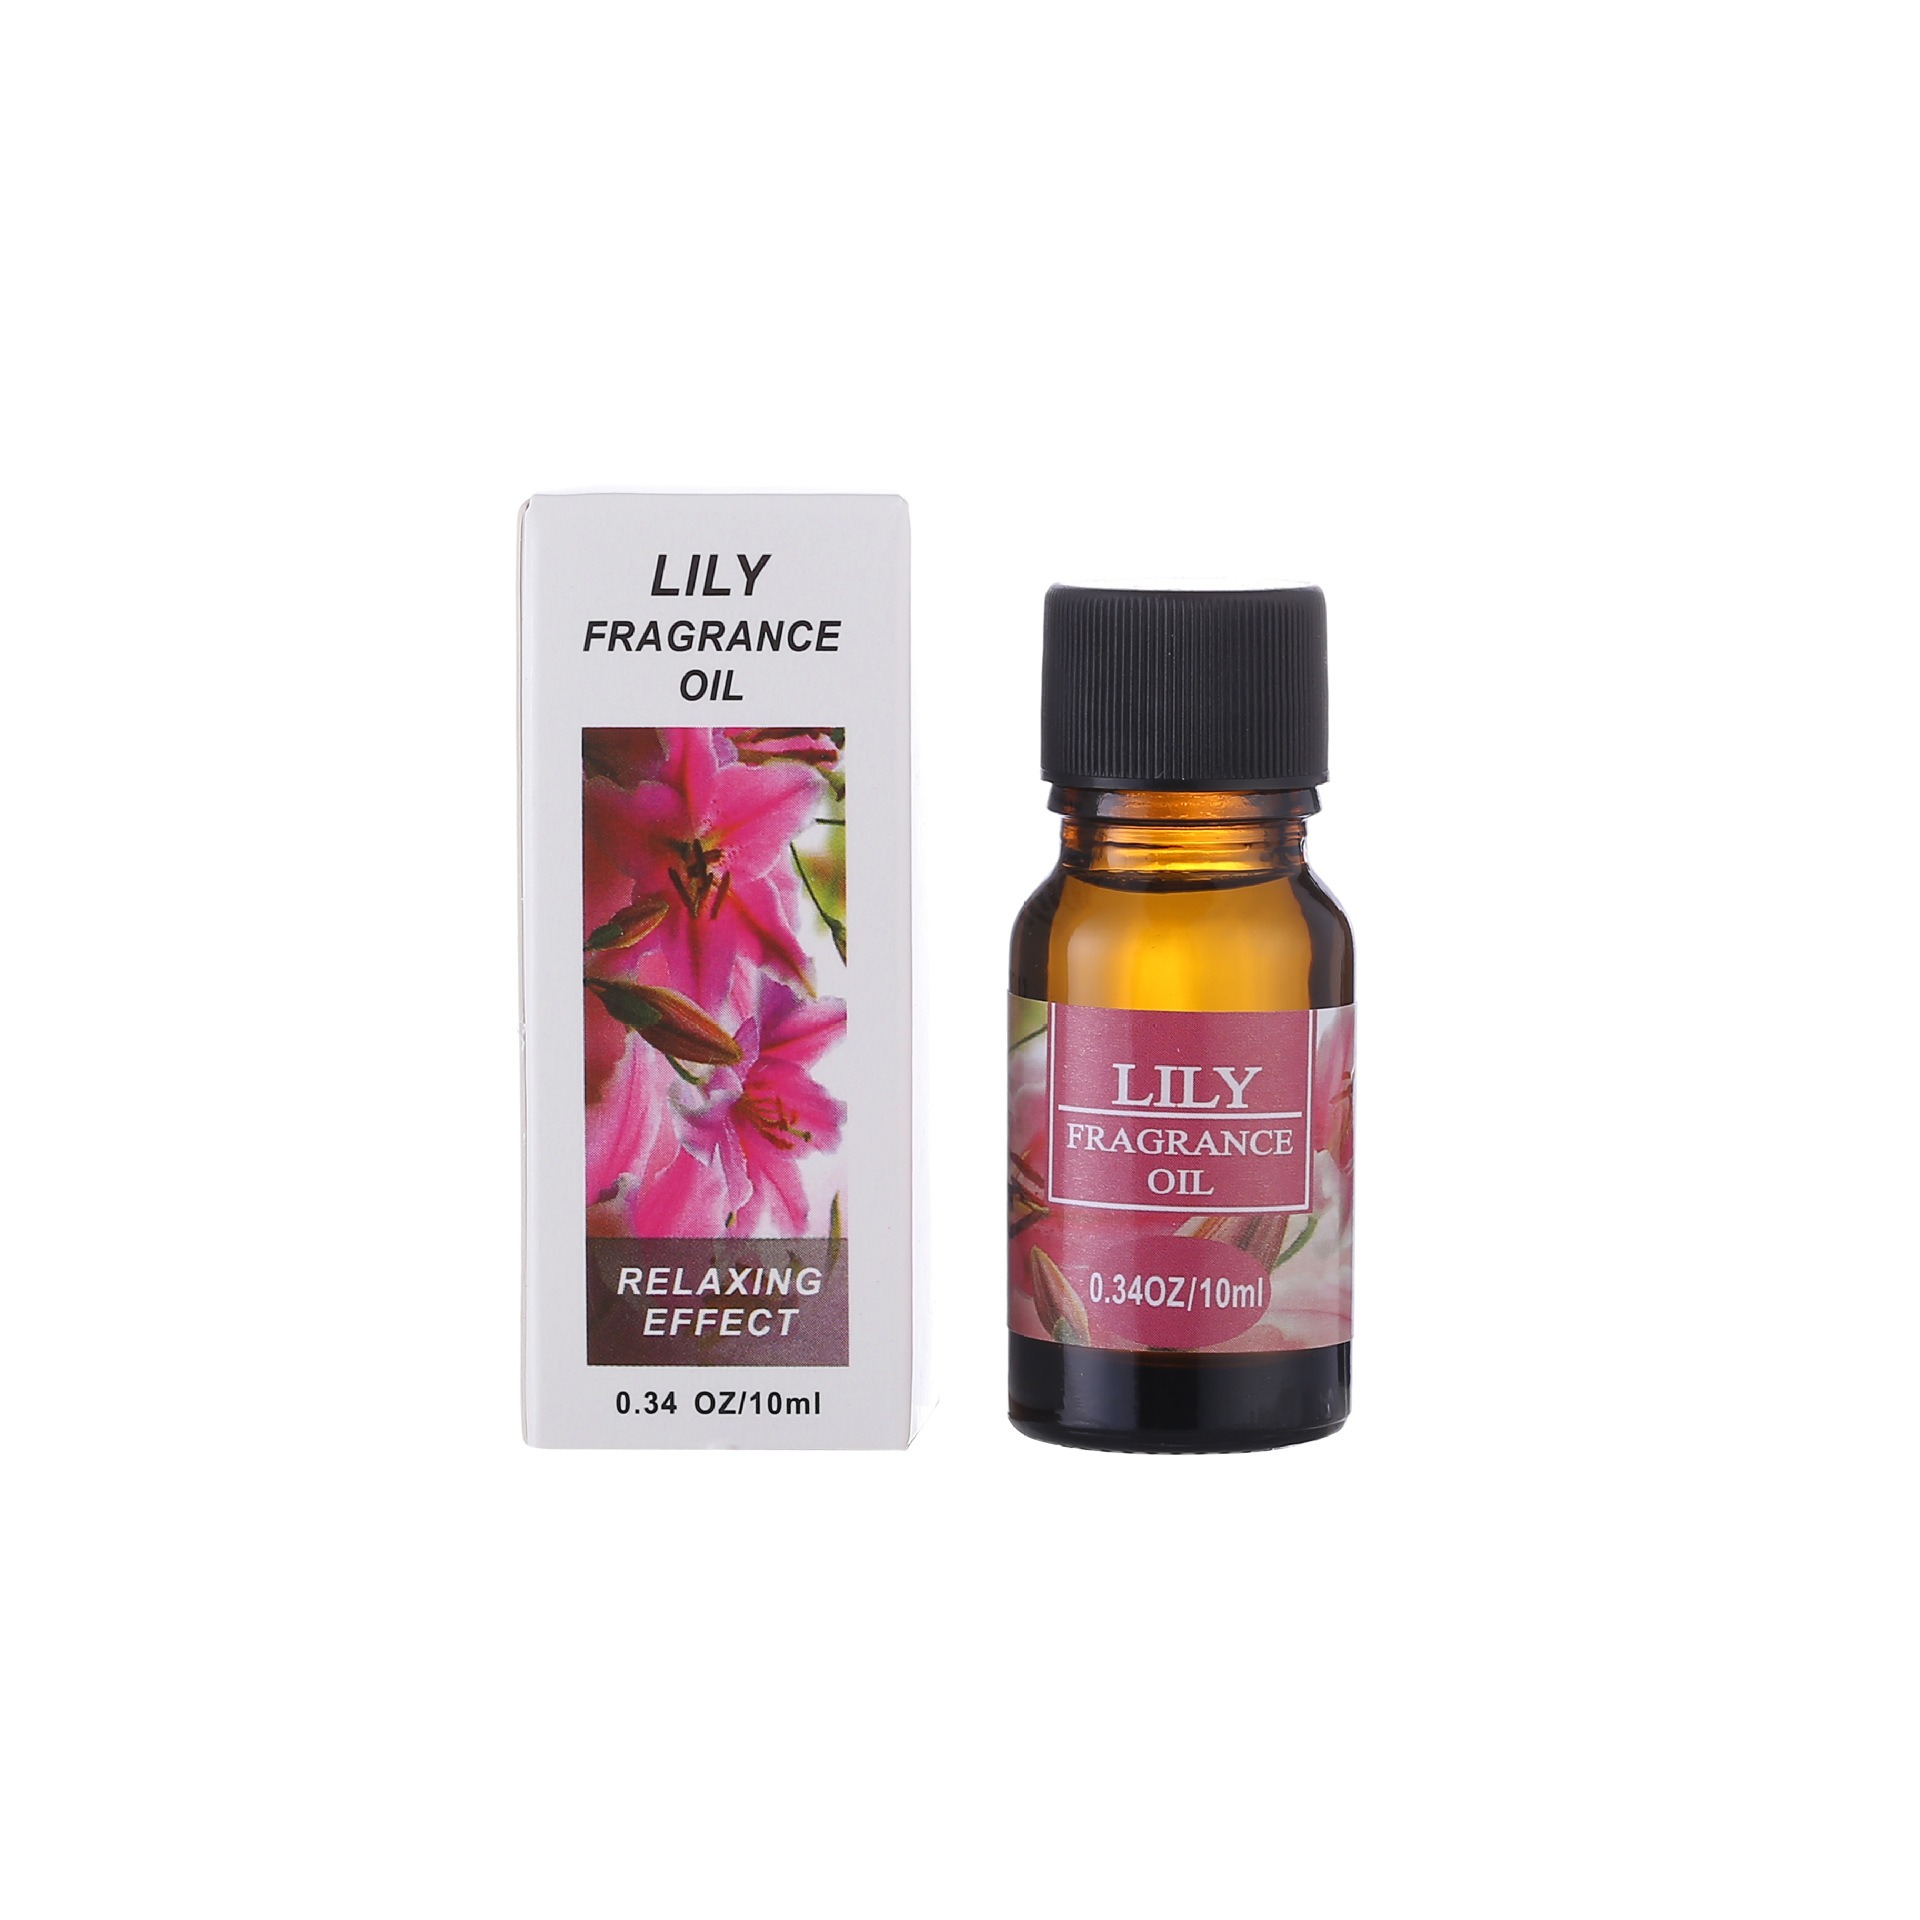 LILY
FRAGRANCE
OIL
RELAXING
EFFECT
0.34 OZ/10ml
LILY
FRAGRANCE
OIL
0.34OZ/10ml